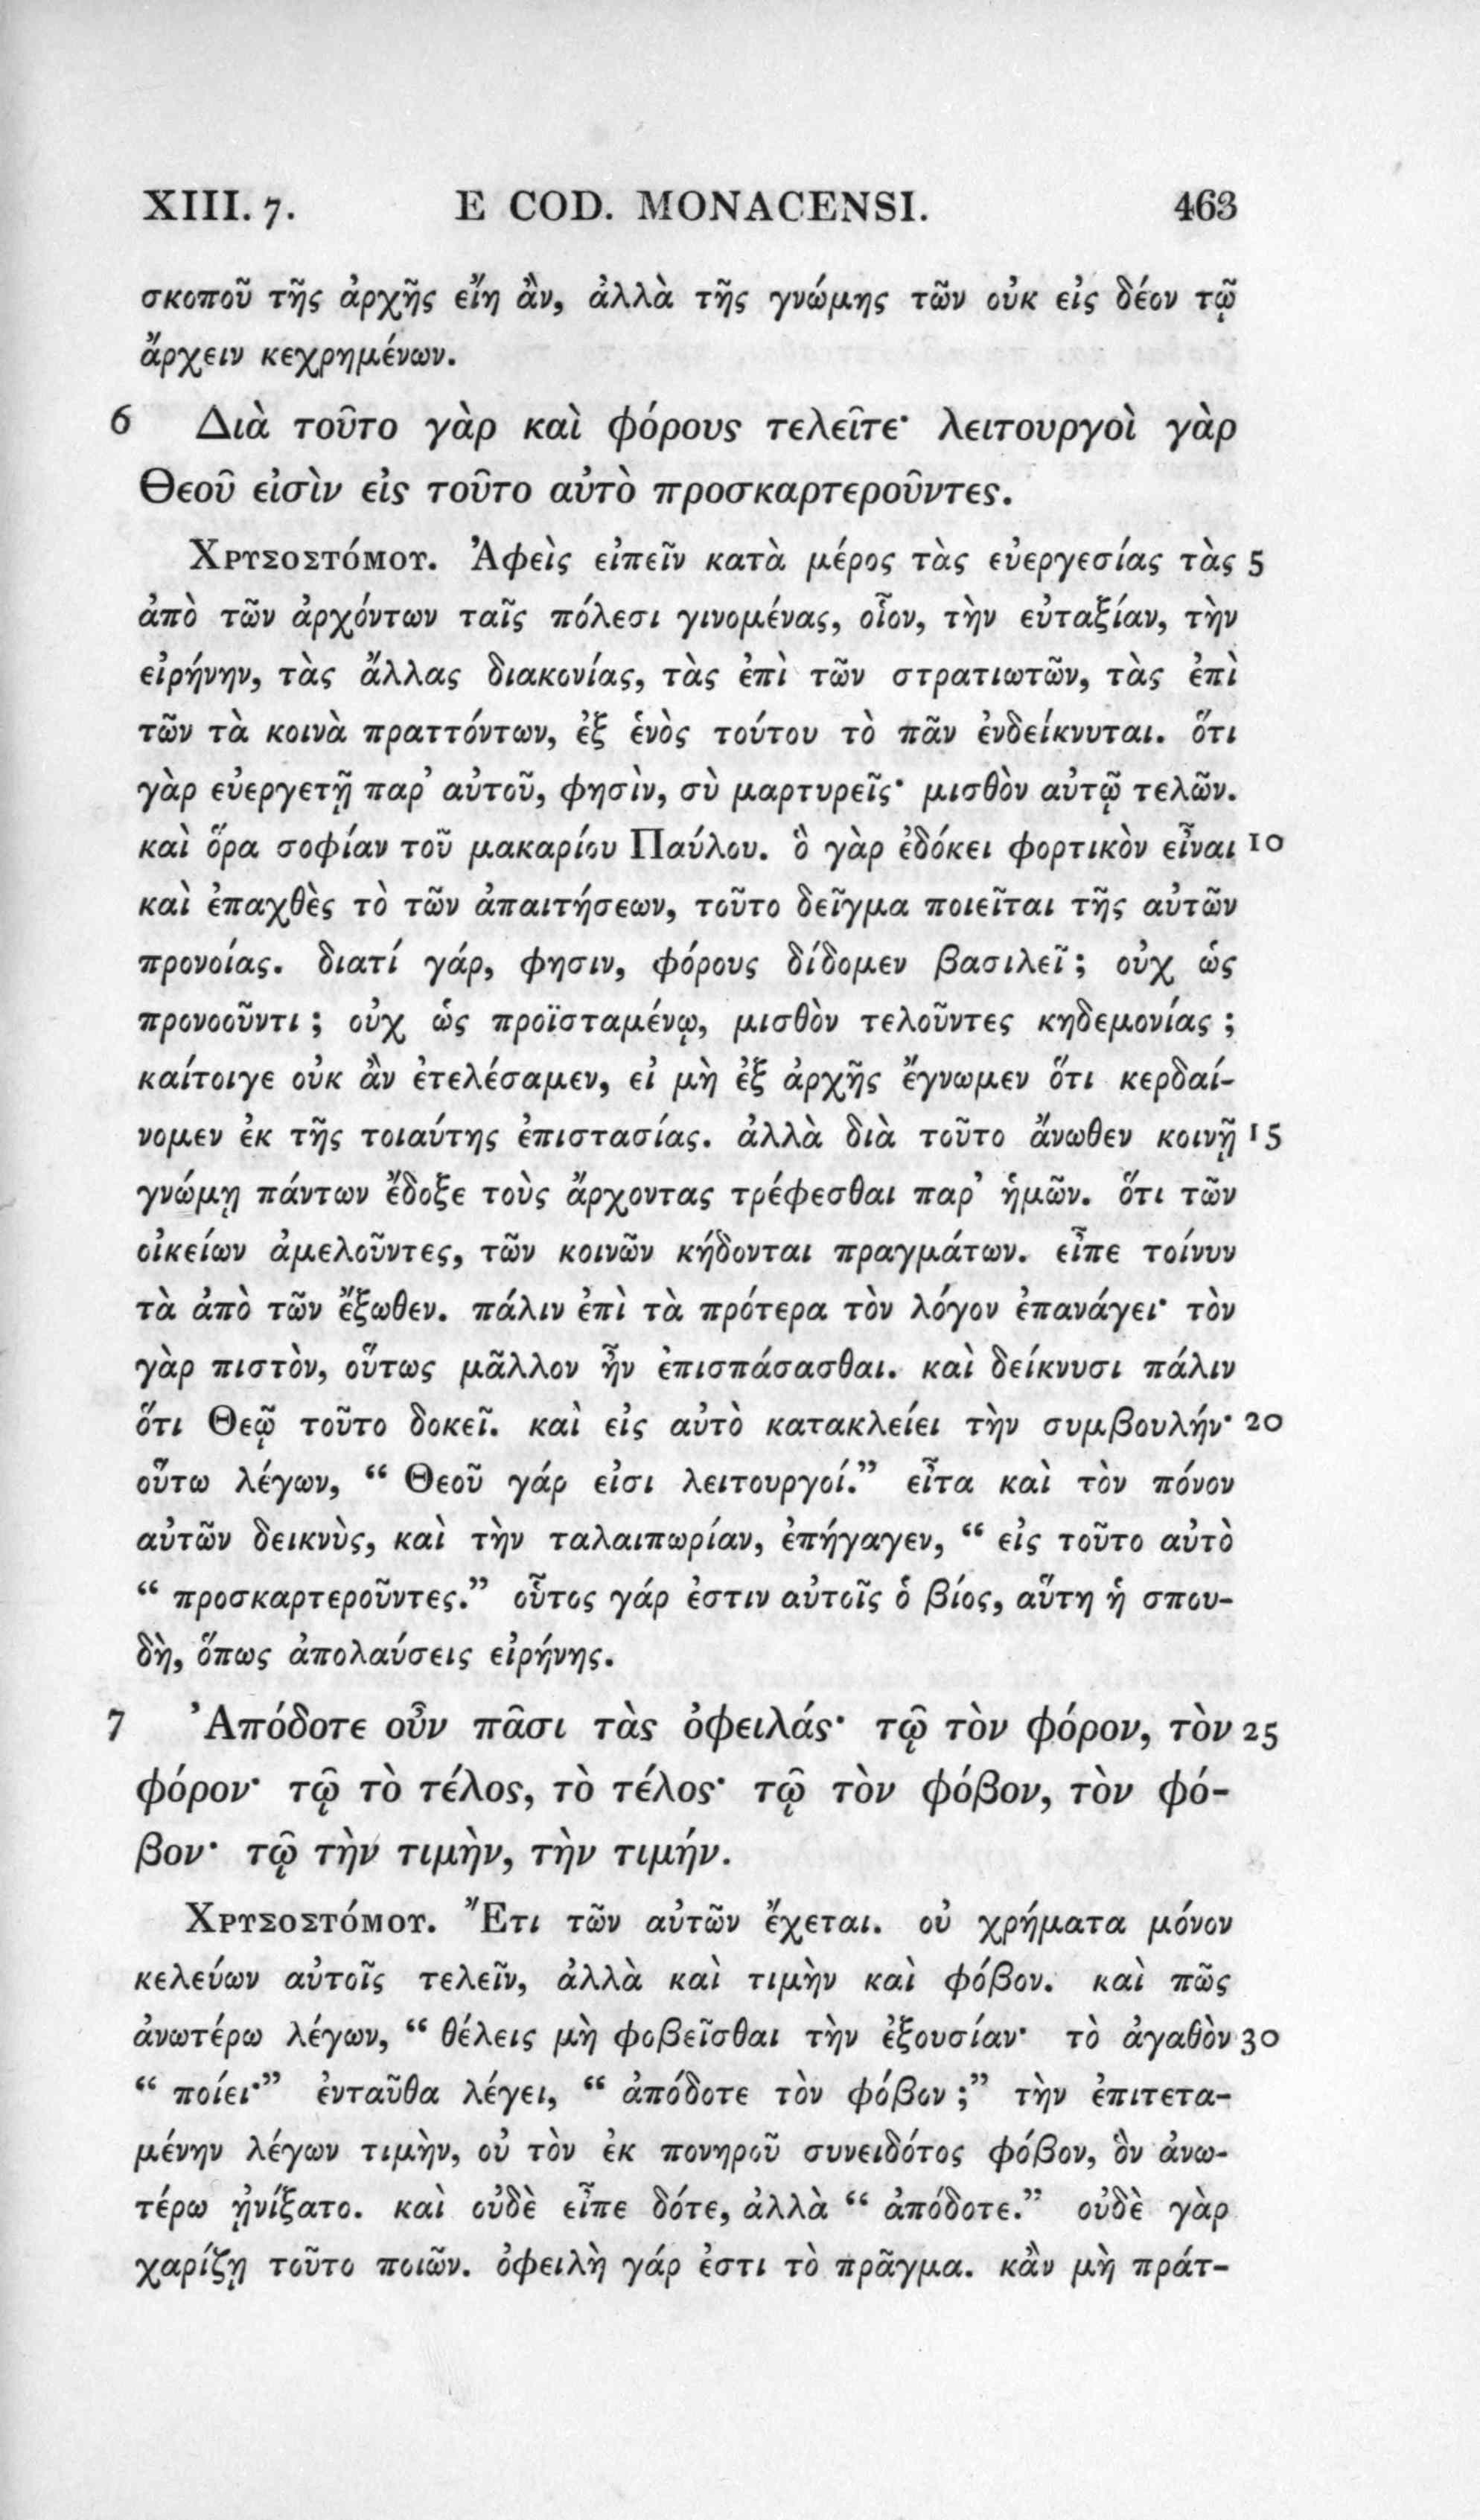 XIII. 7. E COD. MONACENSI. 463
σκοποῦ τῆς ἀρχῆς εἴη ἂν, ἀλλὰ τῆς γνώμης τῶν οὐκ εἰς δέον τῷ
ἄρχειν κεχρημένων.
6 Διὰ τοῦτο γὰρ καὶ φόρους τελεῖτε· λειτουργοὶ γὰρ
Θεοῦ εἰσὶν εἰς τοῦτο αὐτὸ προσκαρτεροῦντες.
Χρυσοστόμου. Ἀφεὶς εἰπεῖν κατὰ μέρος τὰς εὐεργεσίας τὰς 5
ἀπὸ τῶν ἀρχόντων ταῖς πόλεσι γινομένας, οἷον, τὴν εὐταξίαν, τὴν
εἰρήνην, τὰς ἄλλας διακονίας, τὰς ἐπὶ τῶν στρατιωτῶν, τὰς ἐπὶ
τῶν τὰ κοινὰ πραττόντων, ἐξ ἑνὸς τούτου τὸ πᾶν ἐνδείκνυται. ὅτι
γὰρ εὐεργετῇ παρ’ αὐτοῦ, φησὶν, σὺ μαρτυρεῖς· μισθὸν αὐτῷ τελῶν.
καὶ ὅρα σοφίαν τοῦ μακαρίου Παύλου. ὃ γὰρ ἐδόκει φορτικὸν εἶναι 10
καὶ ἐπαχθὲς τὸ τῶν ἀπαιτήσεων, τοῦτο δεῖγμα ποιεῖται τῆς αὐτῶν
προνοίας. διατί γάρ, φησιν, φόρους δίδομεν βασιλεῖ; οὐχ ὡς
προνοοῦντι; οὐχ ὡς προϊσταμένῳ, μισθὸν τελοῦντες κηδεμονίας;
καίτοιγε οὐκ ἂν ἐτελέσαμεν, εἰ μὴ ἐξ ἀρχῆς ἔγνωμεν ὅτι κερδαί-
νομεν ἐκ τῆς τοιαύτης ἐπιστασίας. ἀλλὰ διὰ τοῦτο ἄνωθεν κοινῇ 15
γνώμῃ πάντων ἔδοξε τοὺς ἄρχοντας τρέφεσθαι παρ’ ἡμῶν. ὅτι τῶν
οἰκείων ἀμελοῦντες, τῶν κοινῶν κήδονται πραγμάτων. εἶπε τοίνυν
τὰ ἀπὸ τῶν ἔξωθεν. πάλιν ἐπὶ τὰ πρότερα τὸν λόγον ἐπανάγει· τὸν
γὰρ πιστὸν, οὕτως μᾶλλον ἦν ἐπισπάσασθαι. καὶ δείκνυσι πάλιν
ὅτι Θεῷ τοῦτο δοκεῖ. καὶ εἰς αὐτὸ κατακλείει τὴν συμβουλήν· 20
οὕτω λέγων, “ Θεοῦ γάρ εἰσι λειτουργοί.” εἶτα καὶ τὸν πόνον
αὐτῶν δεικνὺς, καὶ τὴν ταλαιπωρίαν, ἐπήγαγεν, “ εἰς τοῦτο αὐτὸ
“ προσκαρτεροῦντες.” οὗτος γάρ ἐστιν αὐτοῖς ὁ βίος, αὕτη ἡ σπου-
δὴ, ὅπως ἀπολαύσεις εἰρήνης.
7 Ἀπόδοτε οὖν πᾶσι τὰς ὀφειλάς· τῷ τὸν φόρον, τὸν 25
φόρον· τῷ τὸ τέλος, τὸ τέλος· τῷ τὸν φόβον, τὸν φό-
βον· τῷ τὴν τιμὴν, τὴν τιμήν.
Χρυσοστόμου. Ἔτι τῶν αὐτῶν ἔχεται. οὐ χρήματα μόνον
κελεύων αὐτοῖς τελεῖν, ἀλλὰ καὶ τιμὴν καὶ φόβον. καὶ πῶς
ἀνωτέρω λέγων, “ θέλεις μὴ φοβεῖσθαι τὴν ἐξουσίαν· τὸ ἀγαθὸν 30
“ ποίει·” ἐνταῦθα λέγει, “ ἀπόδοτε τὸν φόβον;” τὴν ἐπιτετα-
μένην λέγων τιμὴν, οὐ τὸν ἐκ πονηροῦ συνειδότος φόβον, ὃν ἀνω-
τέρω ᾐνίξατο. καὶ οὐδὲ εἶπε δότε, ἀλλὰ “ ἀπόδοτε.” οὐδὲ γὰρ
χαρίζῃ τοῦτο ποιῶν. ὀφειλὴ γάρ ἐστι τὸ πρᾶγμα. κἂν μὴ πράτ-